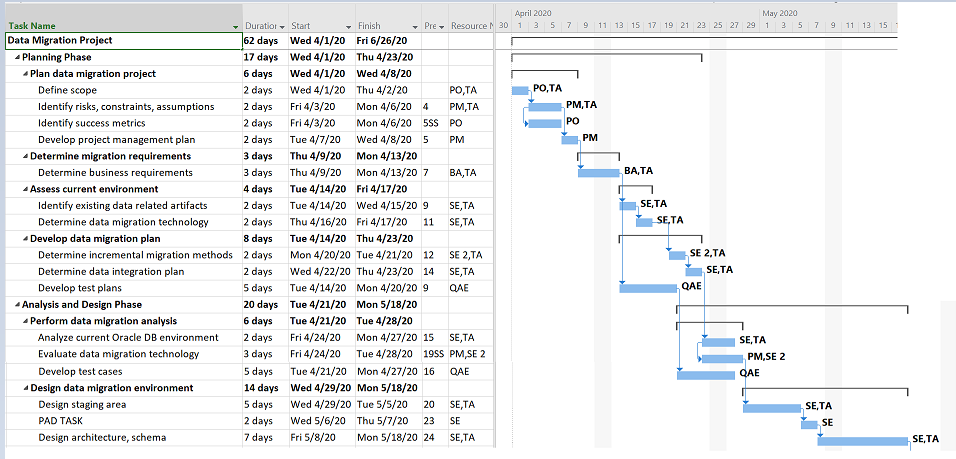 April 2020 May 2020
Task Name Duration Start Finish Pre Resource N 30 1 3 5 7 9 11 13 15 17 19 21 23 25 27 29 1 3 5 7 9 11 13 15
Data Migration Project 62 days Wed 4/1/20 Fri 6/26/20
Planning Phase 17 days Wed 4/1/20 Thu 4/23/20
Plan data migration project 6 days Wed 4/1/20 Wed 4/8/20
Define scope 2 days Wed 4/1/20 Thu 4/2/20 PO,TA PO,TA
Identify risks, constraints, assumptions 2 days Fri 4/3/20 Mon 4/6/20 4 PM,TA PM,TA
Identify success metrics 2 days Fri 4/3/20 Mon 4/6/20 5SS PO PO
Develop project management plan 2 days Tue 4/7/20 Wed 4/8/20 5 PM PM
Determine migration requirements 3 days Thu 4/9/20 Mon 4/13/20
Determine business requirements 3 days Thu 4/9/20 Mon 4/13/20 7 BA,TA BA,TA
Assess current environment 4 days Tue 4/14/20 Fri 4/17/20
Identify existing data related artifacts 2 days Tue 4/14/20 Wed 4/15/20 9 SE,TA SE,TA
Determine data migration technology 2 days Thu 4/16/20 Fri 4/17/20 11 SE,TA SE,TA
Develop data migration plan 8 days Tue 4/14/20 Thu 4/23/20
Determine incremental migration methods 2 days Mon 4/20/20 Tue 4/21/20 12 SE 2,TA SE 2,TA
Determine data integration plan 2 days Wed 4/22/20 Thu 4/23/20 14 SE,TA SE,TA
Develop test plans 5 days Tue 4/14/20 Mon 4/20/20 9 QAE QAE
Analysis and Design Phase 20 days Tue 4/21/20 Mon 5/18/20
Perform data migration analysis 6 days Tue 4/21/20 Tue 4/28/20
Analyze current Oracle DB environment 2 days Fri 4/24/20 Mon 4/27/20 15 SE,TA SE,TA
Evaluate data migration technology 3 days Fri 4/24/20 Tue 4/28/20 19SS PM,SE 2 PM,SE 2
Develop test cases 5 days Tue 4/21/20 Mon 4/27/20 16 QAE QAE
Design data migration environment 14 days Wed 4/29/20 Mon 5/18/20
Design staging area 5 days Wed 4/29/20 Tue 5/5/20 20 SE,TA SE,TA
PAD TASK 2 days Wed 5/6/20 Thu 5/7/20 23 SE SE
Design architecture, schema 7 days Fri 5/8/20 Mon 5/18/20 24 SE,TA SE,TA